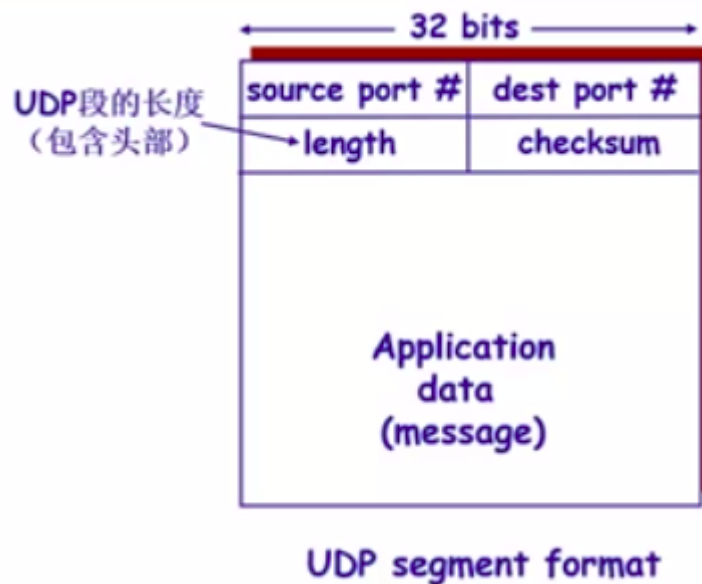 32 bits
source port # dest port #
UDP段的长度
（包含头部）
length checksum
Application
data
(message)
UDP segment format